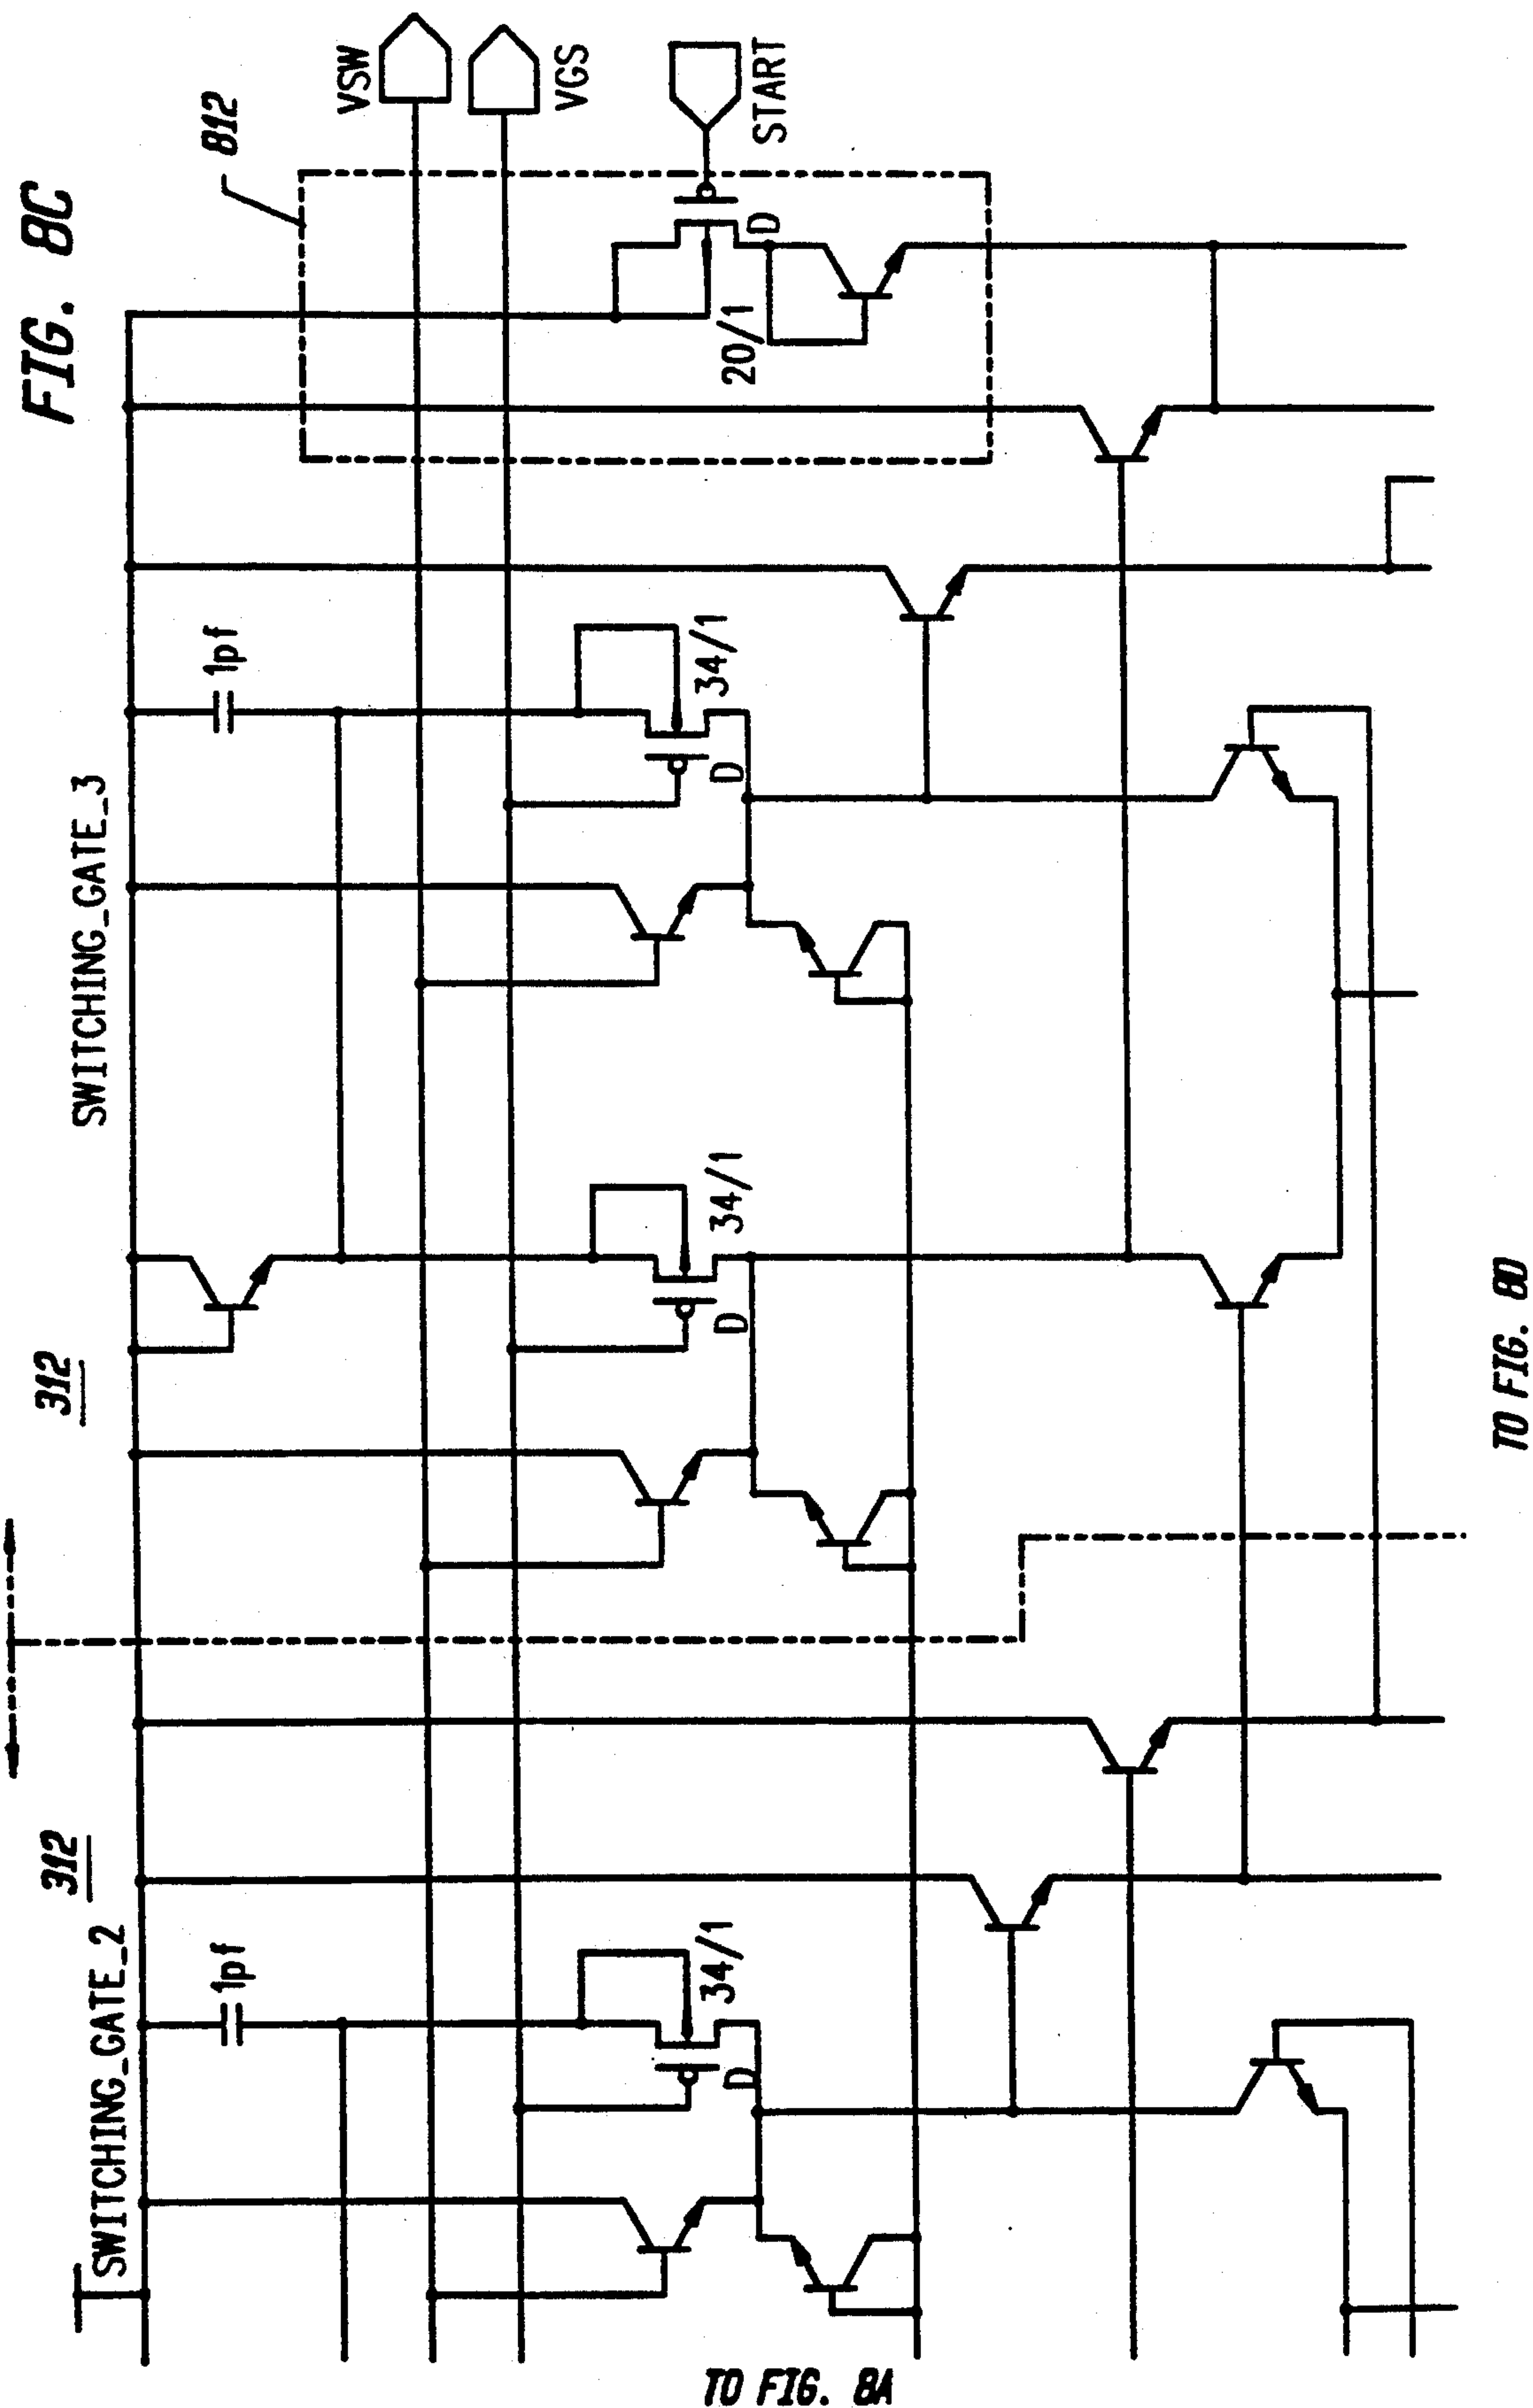 FIG. 8C
812
VSW
VGS
START
D
20/1
SWITCHING_GATE_3
312
1pf
34/1
D
34/1
D
SWITCHING_GATE_2
312
1pf
34/1
D
TO FIG. 8D
TO FIG. 8A